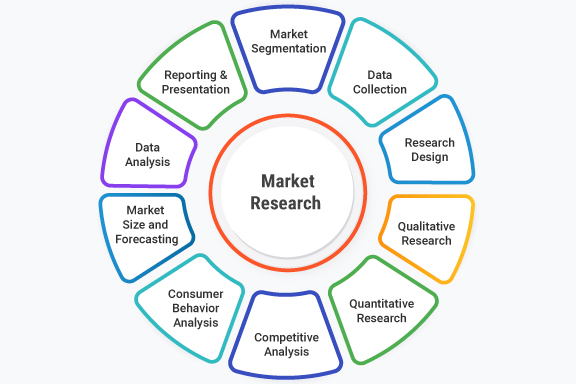 Market
Segmentation
Data
Collection
Research
Design
Qualitative
Research
Quantitative
Research
Competitive
Analysis
Consumer
Behavior
Analysis
Market
Size and
Forecasting
Data
Analysis
Reporting &
Presentation
Market
Research